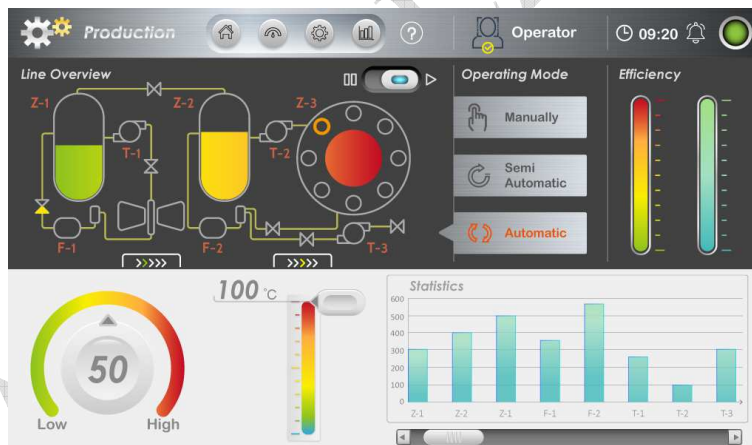 Production
?
Operator
09:20
Line Overview
Operating Mode
Efficiency
Z-1
Z-2
Z-3
T-1
T-2
Manually
Semi
Automatic
Automatic
F-1
F-2
T-3
>>>>>
>>>>>
100 °C
50
Low
High
Statistics
600
500
400
300
200
100
0
Z-1
Z-2
Z-1
F-1
F-2
T-1
T-2
T-3